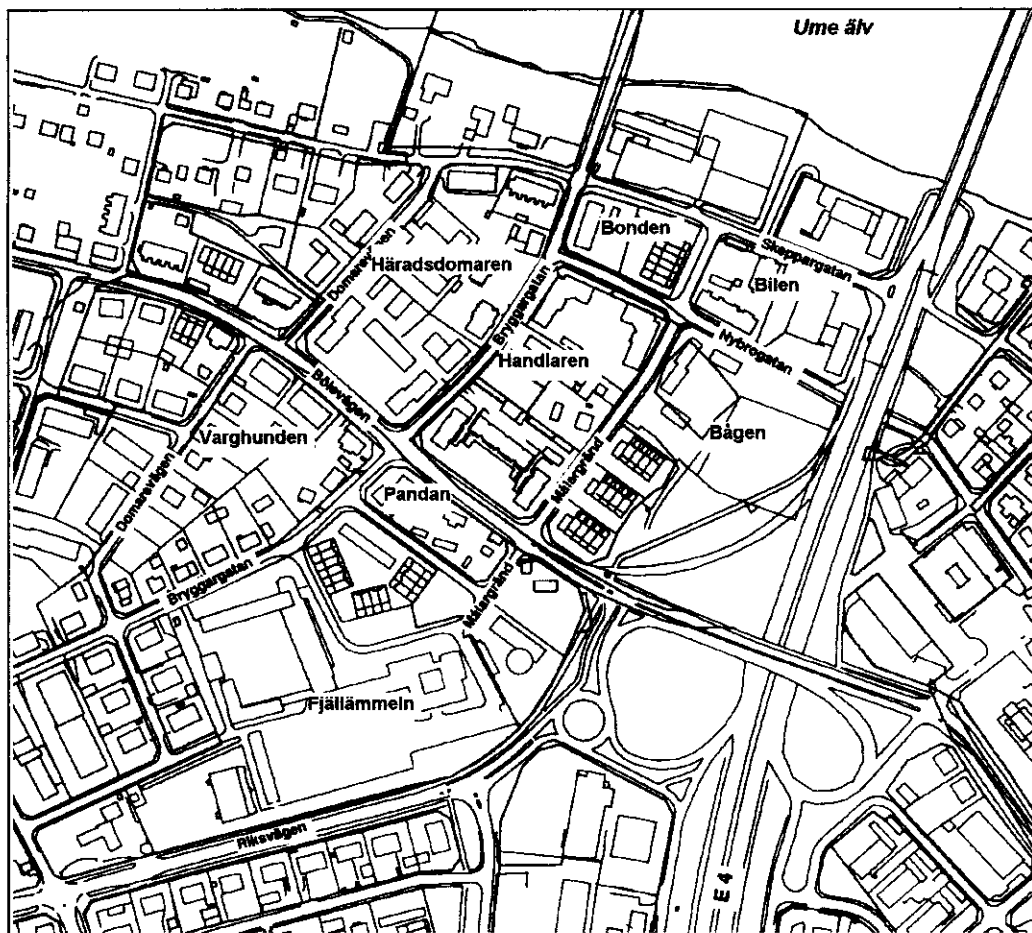 Ume älv
Bonden
Skeppargatan
Domarevägen
Häradsdomaren
Bilen
Bryggargatan
Nybrogatan
Handlaren
Bölevägen
Varghunden
Bågen
Målargränd
Pandan
Domarevägen
Bryggargatan
Målargränd
Fjällämmeln
Riksvägen
E 4